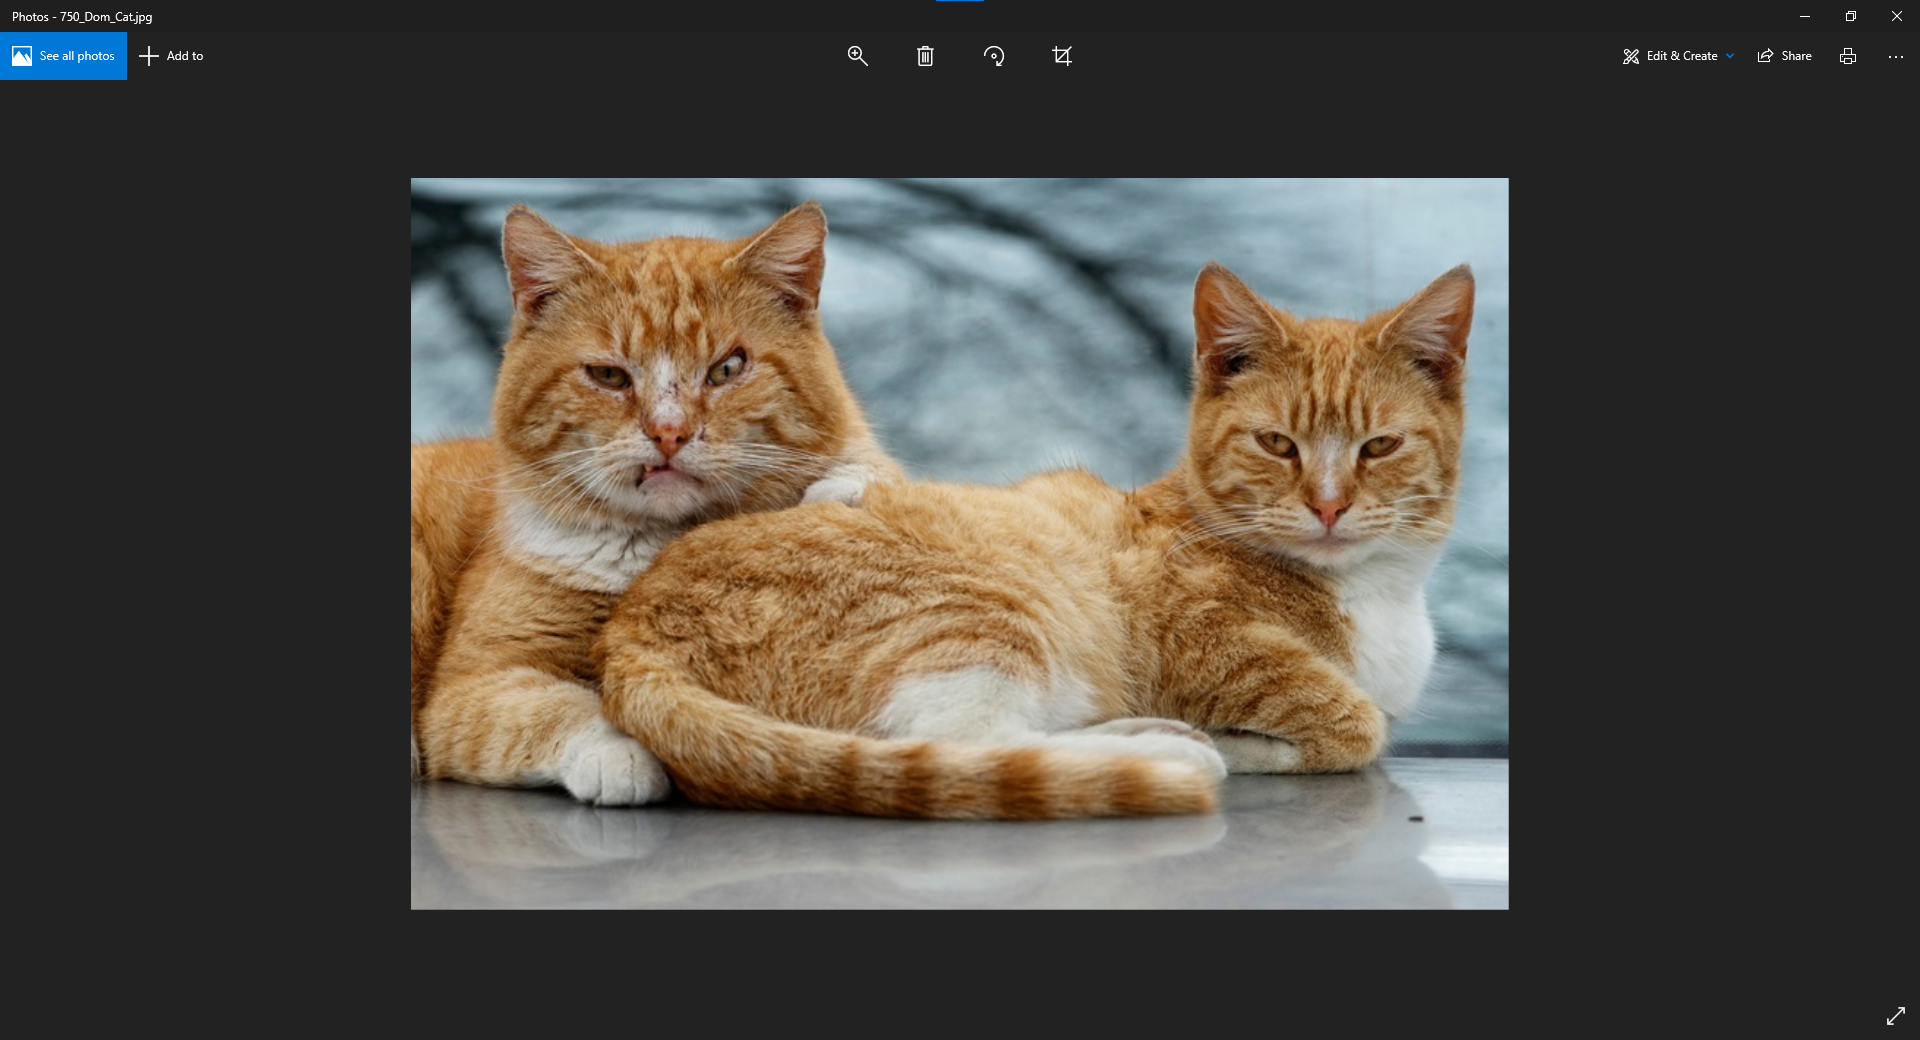 Photos - 750_Dom_Cat.jpg
See all photos
Add to
Edit & Create
Share